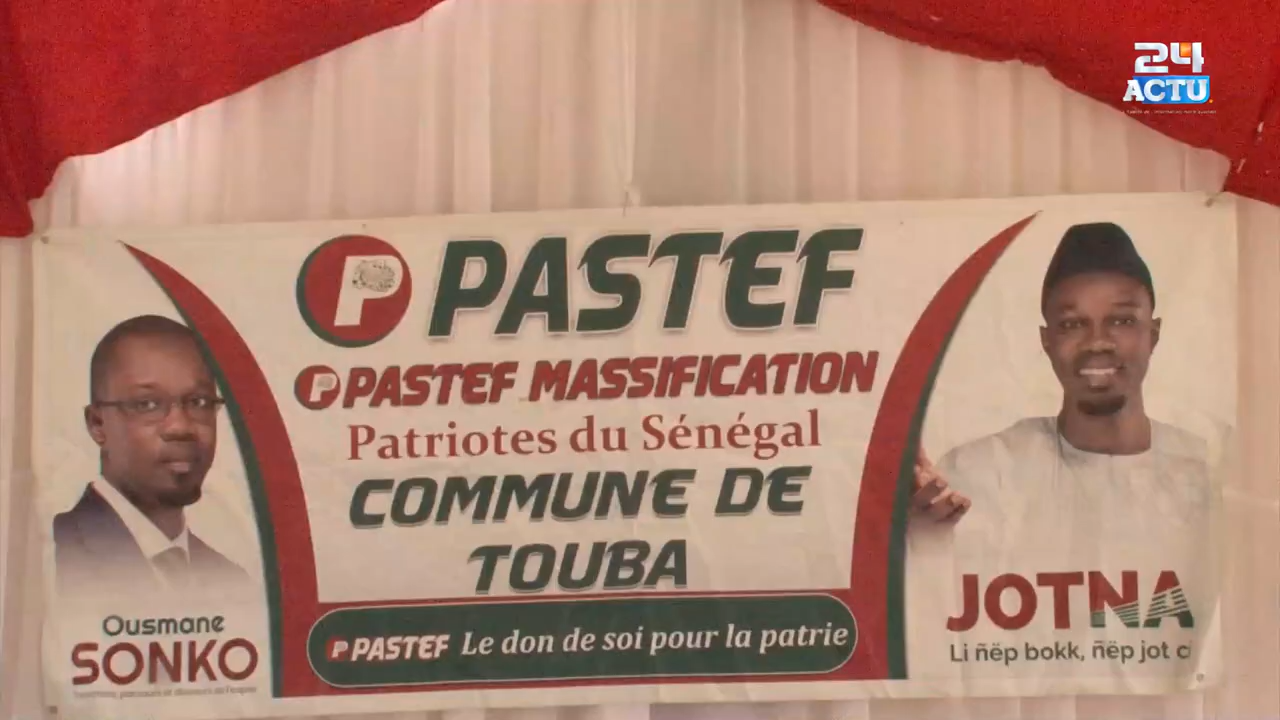 24
ACTU
P PASTEF
P PASTEF MASSIFICATION
Patriotes du Sénégal
COMMUNE DE
TOUBA
P PASTEF Le don de soi pour la patrie
Ousmane
SONKO
JOTNA
Li ñëp bokk, ñëp jot ci